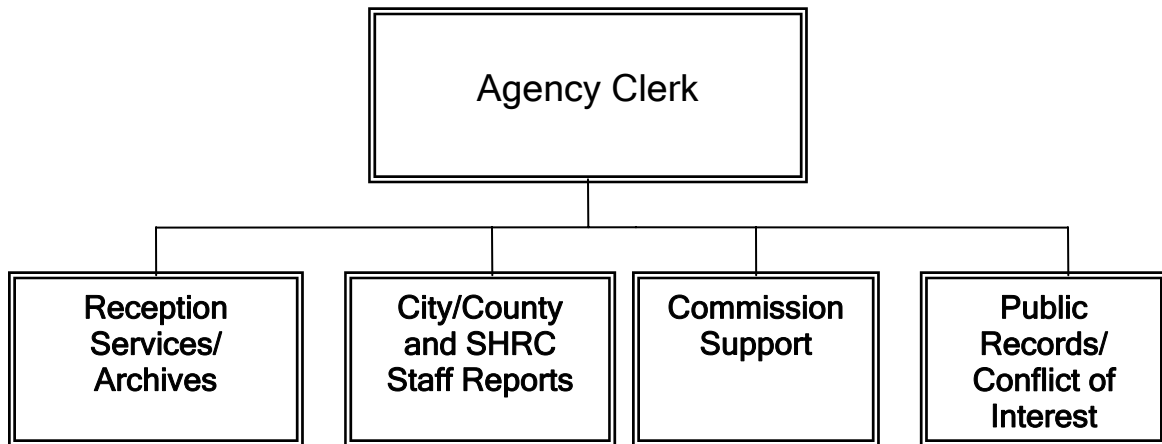 Agency Clerk
Reception
Services/
Archives
City/County
and SHRC
Staff Reports
Commission
Support
Public
Records/
Conflict of
Interest